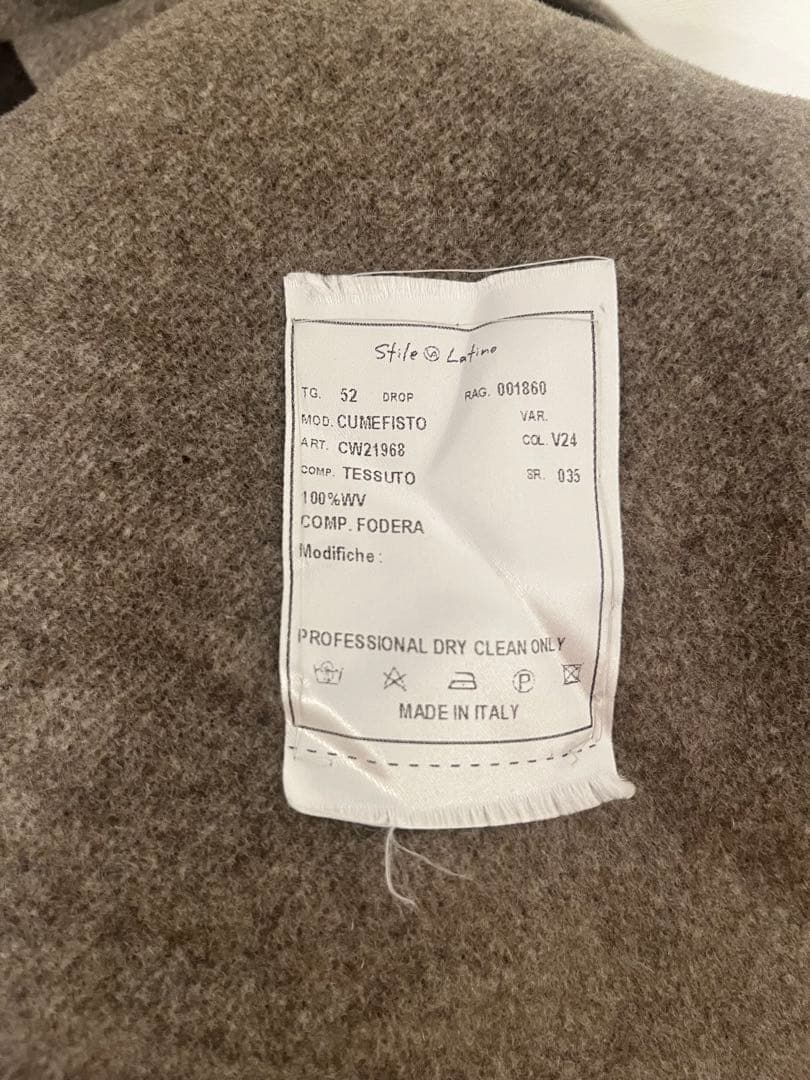 Stile VA Latino
TG. 52 DROP RAG. 001860
MOD. CUMEFISTO VAR.
ART. CW21968 COL. V24
COMP. TESSUTO SR. 035
100%WV
COMP. FODERA
Modifiche :
PROFESSIONAL DRY CLEAN ONLY
P
MADE IN ITALY